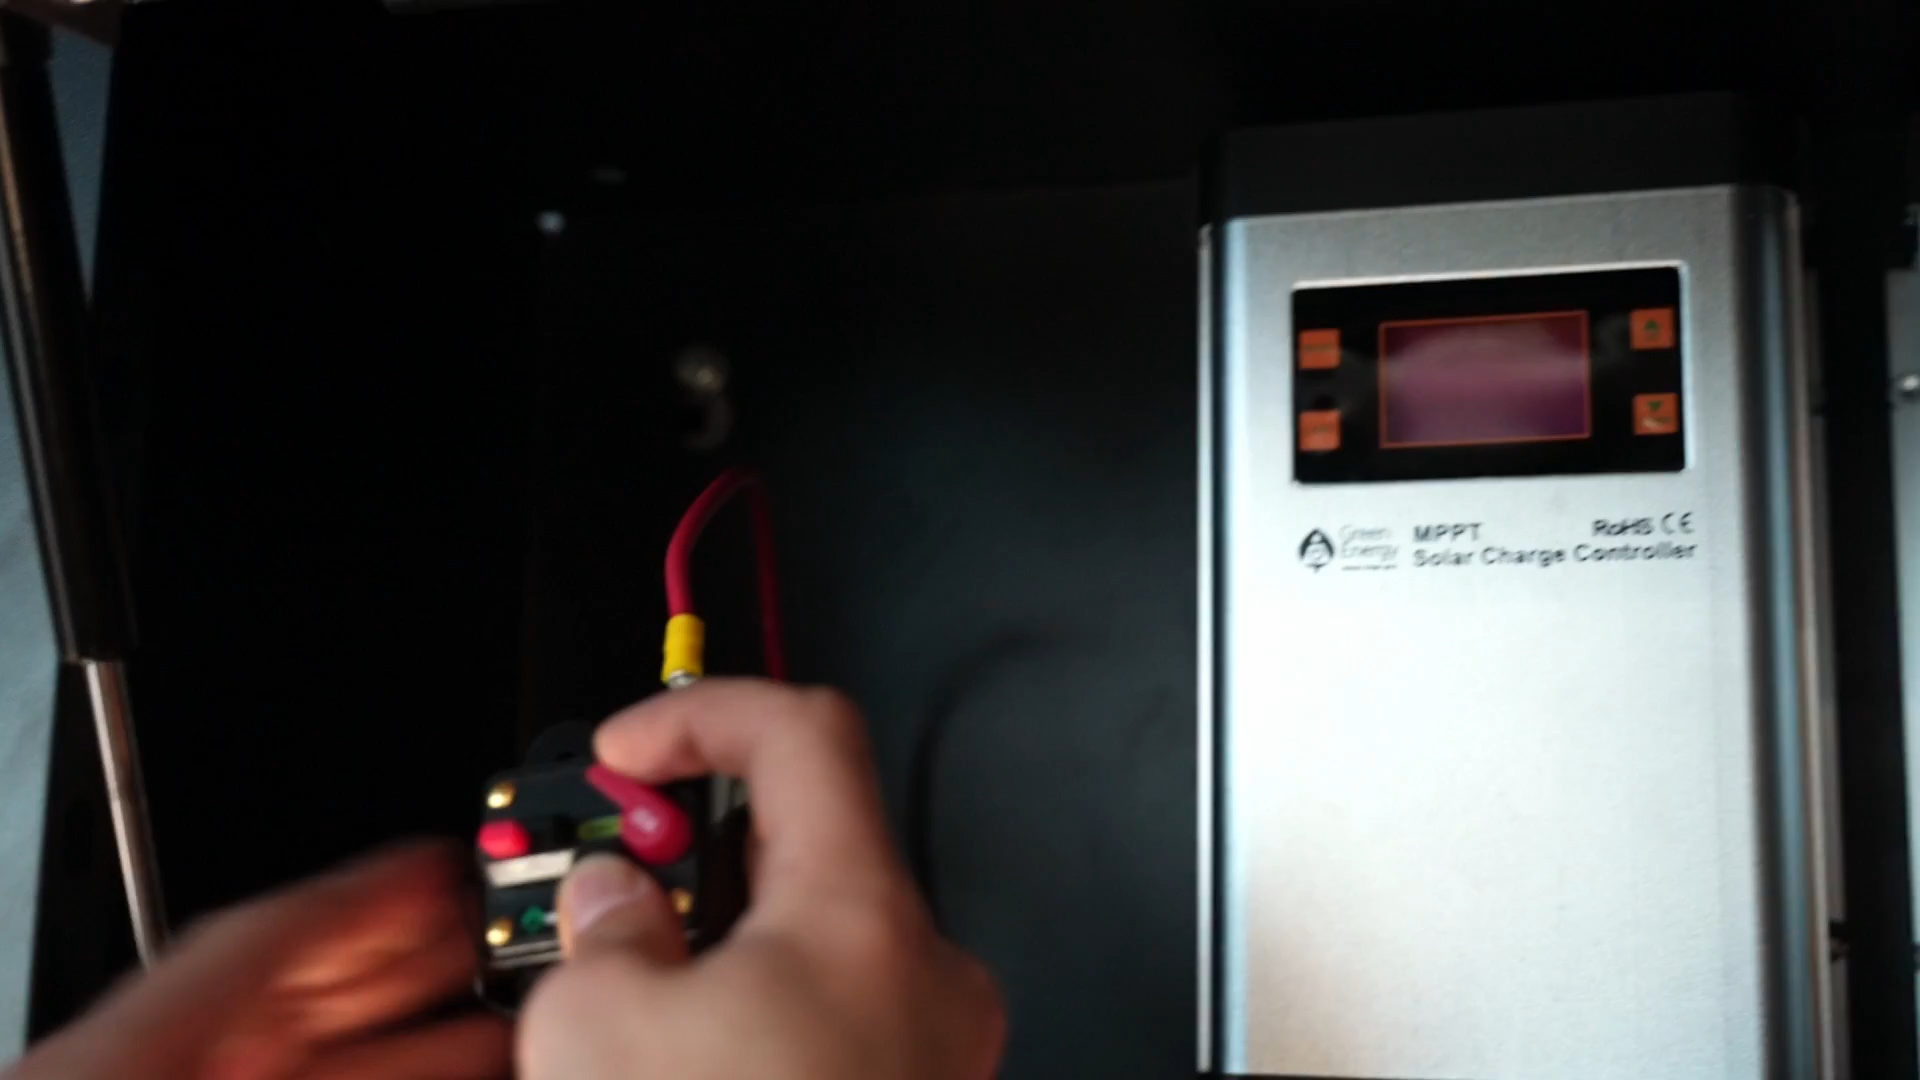 Green
Energy
MPPT
RoHS CE
Solar Charge Controller